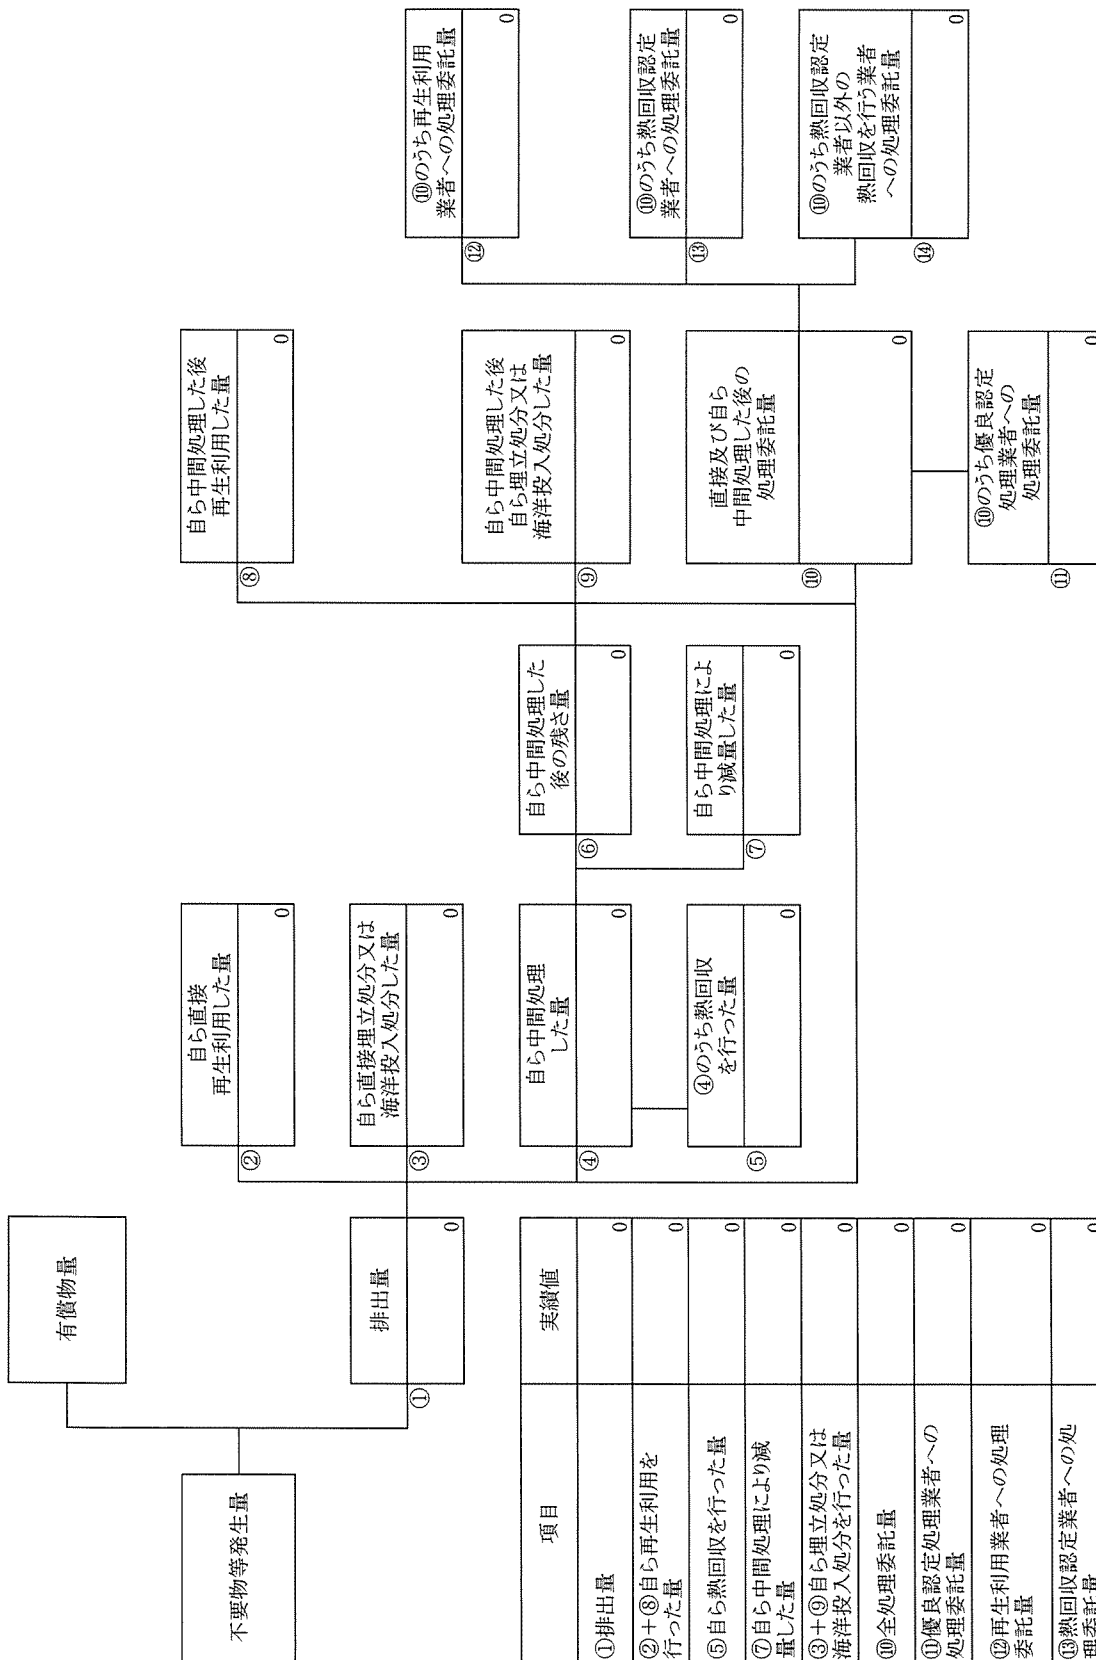 不要物等発生量
有償物量
排出量
①
0
自ら直接
再生利用した量
②
0
自ら直接埋立処分又は
海洋投入処分した量
③
0
自ら中間処理
した量
④
0
④のうち熱回収
を行った量
⑤
0
自ら中間処理した
後の残さ量
⑥
0
自ら中間処理によ
り減量した量
⑦
0
自ら中間処理した後
再生利用した量
⑧
0
自ら中間処理した後
自ら埋立処分又は
海洋投入処分した量
⑨
0
直接及び自ら
中間処理した後の
処理委託量
⑩
0
⑩のうち優良認定
処理業者への
処理委託量
⑪
0
⑩のうち再生利用
業者への処理委託量
⑫
0
⑩のうち熱回収認定
業者への処理委託量
⑬
0
⑩のうち熱回収認定
業者以外の
熱回収を行う業者
への処理委託量
⑭
0
項目 実績値
①排出量 0
②+⑧自ら再生利用を
行った量 0
⑤自ら熱回収を行った量 0
⑦自ら中間処理により減
量した量 0
③+⑨自ら埋立処分又は
海洋投入処分を行った量 0
⑩全処理委託量 0
⑪優良認定処理業者への
処理委託量 0
⑫再生利用業者への処理
委託量 0
⑬熱回収認定業者への処
理委託量 0